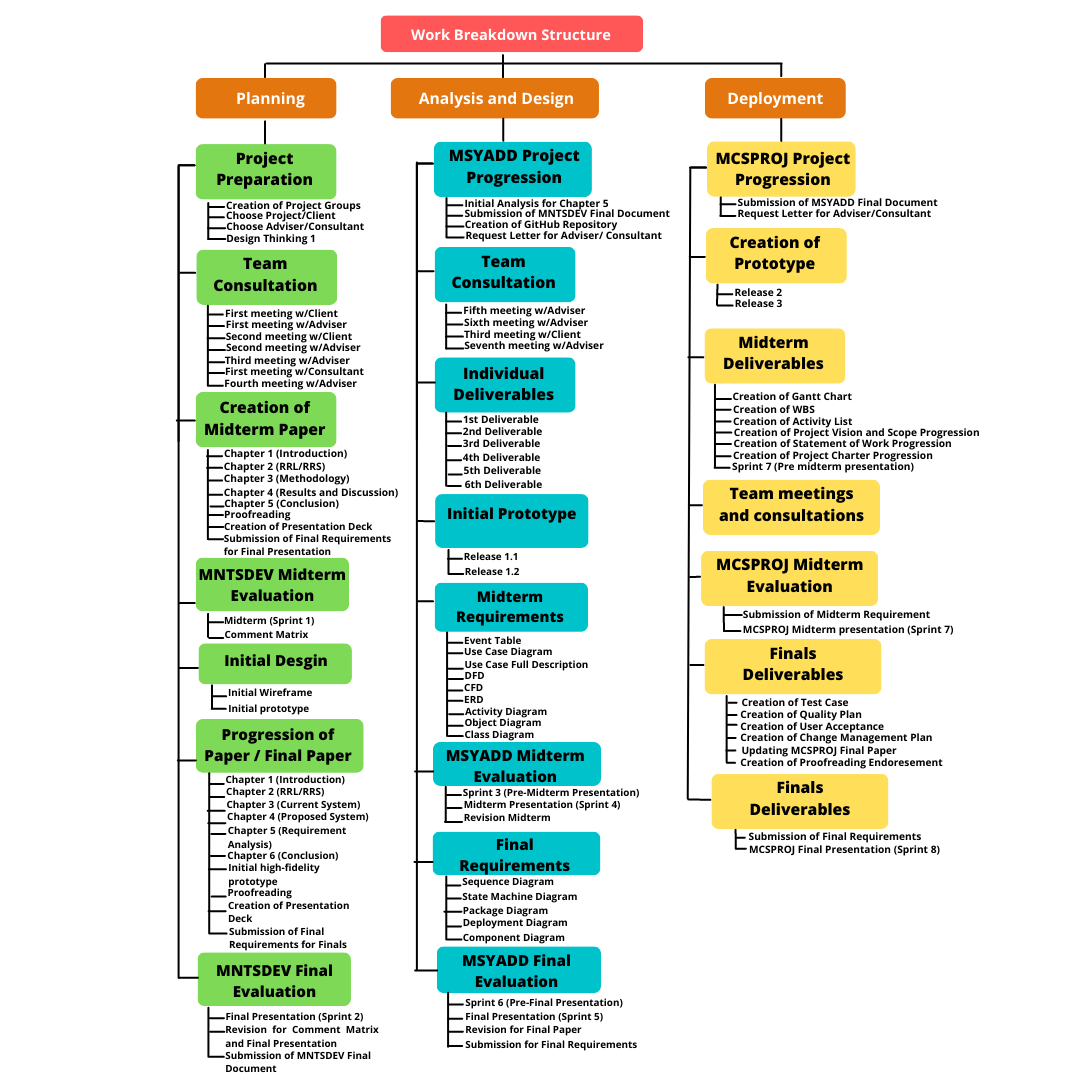 Work Breakdown Structure
Planning
Project
Preparation
Creation of Project Groups
Choose Project/Client
Choose Adviser/Consultant
Design Thinking 1
Team
Consultation
First meeting w/Client
First meeting w/Adviser
Second meeting w/Client
Second meeting w/Adviser
Third meeting w/Adviser
First meeting w/Consultant
Fourth meeting w/Adviser
Creation of
Midterm Paper
Chapter 1 (Introduction)
Chapter 2 (RRL/RRS)
Chapter 3 (Methodology)
Chapter 4 (Results and Discussion)
Chapter 5 (Conclusion)
Proofreading
Creation of Presentation Deck
Submission of Final Requirements
for Final Presentation
MNTSDEV Midterm
Evaluation
Midterm (Sprint 1)
Comment Matrix
Initial Desgin
Initial Wireframe
Initial prototype
Progression of
Paper / Final Paper
Chapter 1 (Introduction)
Chapter 2 (RRL/RRS)
Chapter 3 (Current System)
Chapter 4 (Proposed System)
Chapter 5 (Requirement
Analysis)
Chapter 6 (Conclusion)
Initial high-fidelity
prototype
Proofreading
Creation of Presentation
Deck
Submission of Final
Requirements for Finals
MNTSDEV Final
Evaluation
Final Presentation (Sprint 2)
Revision for Comment Matrix
and Final Presentation
Submission of MNTSDEV Final
Document
Analysis and Design
MSYADD Project
Progression
Initial Analysis for Chapter 5
Submission of MNTSDEV Final Document
Creation of GitHub Repository
Request Letter for Adviser/ Consultant
Team
Consultation
Fifth meeting w/Adviser
Sixth meeting w/Adviser
Third meeting w/Client
Seventh meeting w/Adviser
Individual
Deliverables
1st Deliverable
2nd Deliverable
3rd Deliverable
4th Deliverable
5th Deliverable
6th Deliverable
Initial Prototype
Release 1.1
Release 1.2
Midterm
Requirements
Event Table
Use Case Diagram
Use Case Full Description
DFD
CFD
ERD
Activity Diagram
Object Diagram
Class Diagram
MSYADD Midterm
Evaluation
Sprint 3 (Pre-Midterm Presentation)
Midterm Presentation (Sprint 4)
Revision Midterm
Final
Requirements
Sequence Diagram
State Machine Diagram
Package Diagram
Deployment Diagram
Component Diagram
MSYADD Final
Evaluation
Sprint 6 (Pre-Final Presentation)
Final Presentation (Sprint 5)
Revision for Final Paper
Submission for Final Requirements
Deployment
MCSPROJ Project
Progression
Submission of MSYADD Final Document
Request Letter for Adviser/Consultant
Creation of
Prototype
Release 2
Release 3
Midterm
Deliverables
Creation of Gantt Chart
Creation of WBS
Creation of Activity List
Creation of Project Vision and Scope Progression
Creation of Statement of Work Progression
Creation of Project Charter Progression
Sprint 7 (Pre midterm presentation)
Team meetings
and consultations
MCSPROJ Midterm
Evaluation
Submission of Midterm Requirement
MCSPROJ Midterm presentation (Sprint 7)
Finals
Deliverables
Creation of Test Case
Creation of Quality Plan
Creation of User Acceptance
Creation of Change Management Plan
Updating MCSPROJ Final Paper
Creation of Proofreading Endoresement
Finals
Deliverables
Submission of Final Requirements
MCSPROJ Final Presentation (Sprint 8)